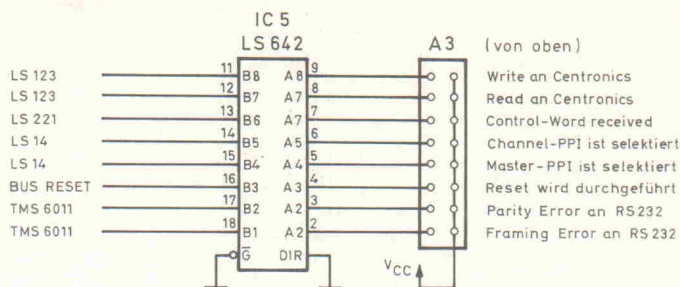 IC 5
LS 642
A3 (von oben)
LS 123 11 B8 A8 9 Write an Centronics
LS 123 12 B7 A7 8 Read an Centronics
LS 221 13 B6 A7 7 Control-Word received
LS 14 14 B5 A5 6 Channel-PPI ist selektiert
LS 14 15 B4 A4 5 Master-PPI ist selektiert
BUS RESET 16 B3 A3 4 Reset wird durchgeführt
TMS 6011 17 B2 A2 3 Parity Error an RS232
TMS 6011 18 B1 A2 2 Framing Error an RS 232
G DIR
VCC